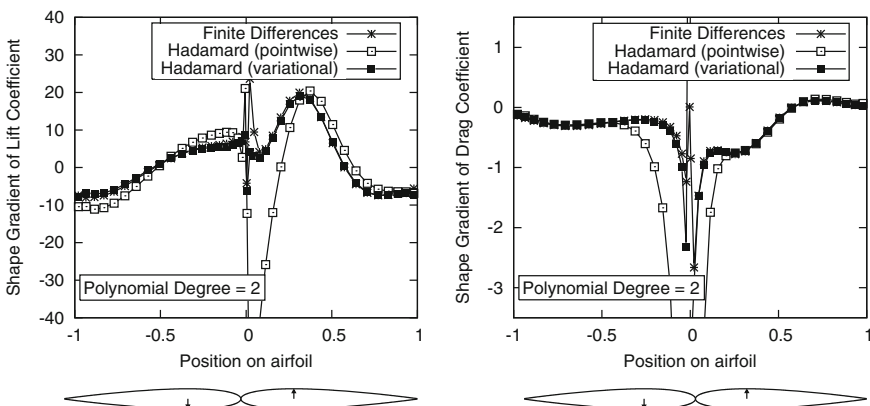 Shape Gradient of Lift Coefficient
40
30
20
10
0
-10
-20
-30
-40
Finite Differences
Hadamard (pointwise)
Hadamard (variational)
Polynomial Degree = 2
-1
-0.5
0
0.5
1
Position on airfoil
Shape Gradient of Drag Coefficient
1
0
-1
-2
-3
Finite Differences
Hadamard (pointwise)
Hadamard (variational)
Polynomial Degree = 2
-1
-0.5
0
0.5
1
Position on airfoil